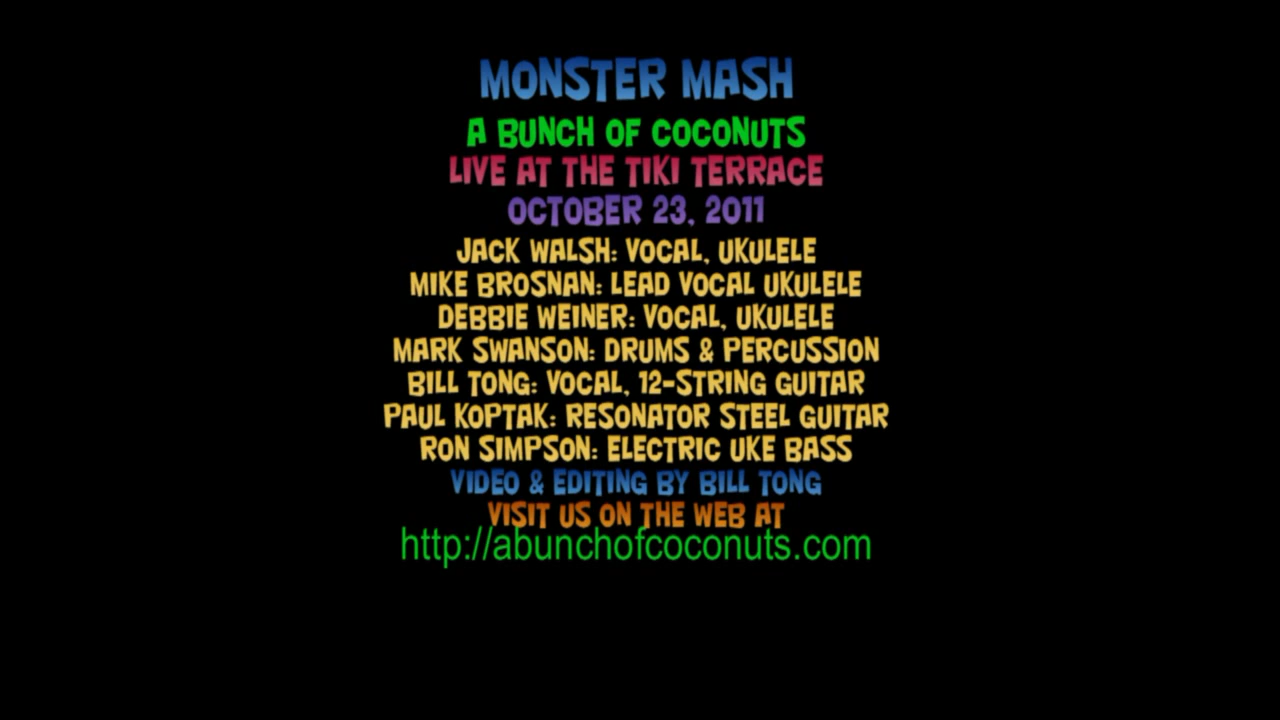 MONSTER MASH
A BUNCH OF COCONUTS
LIVE AT THE TIKI TERRACE
OCTOBER 23, 2011
JACK WALSH: VOCAL, UKULELE
MIKE BROSNAN: LEAD VOCAL UKULELE
DEBBIE WEINER: VOCAL, UKULELE
MARK SWANSON: DRUMS & PERCUSSION
BILL TONG: VOCAL, 12-STRING GUITAR
PAUL KOPTAK: RESONATOR STEEL GUITAR
RON SIMPSON: ELECTRIC UKE BASS
VIDEO & EDITING BY BILL TONG
VISIT US ON THE WEB AT
http://abunchofcoconuts.com